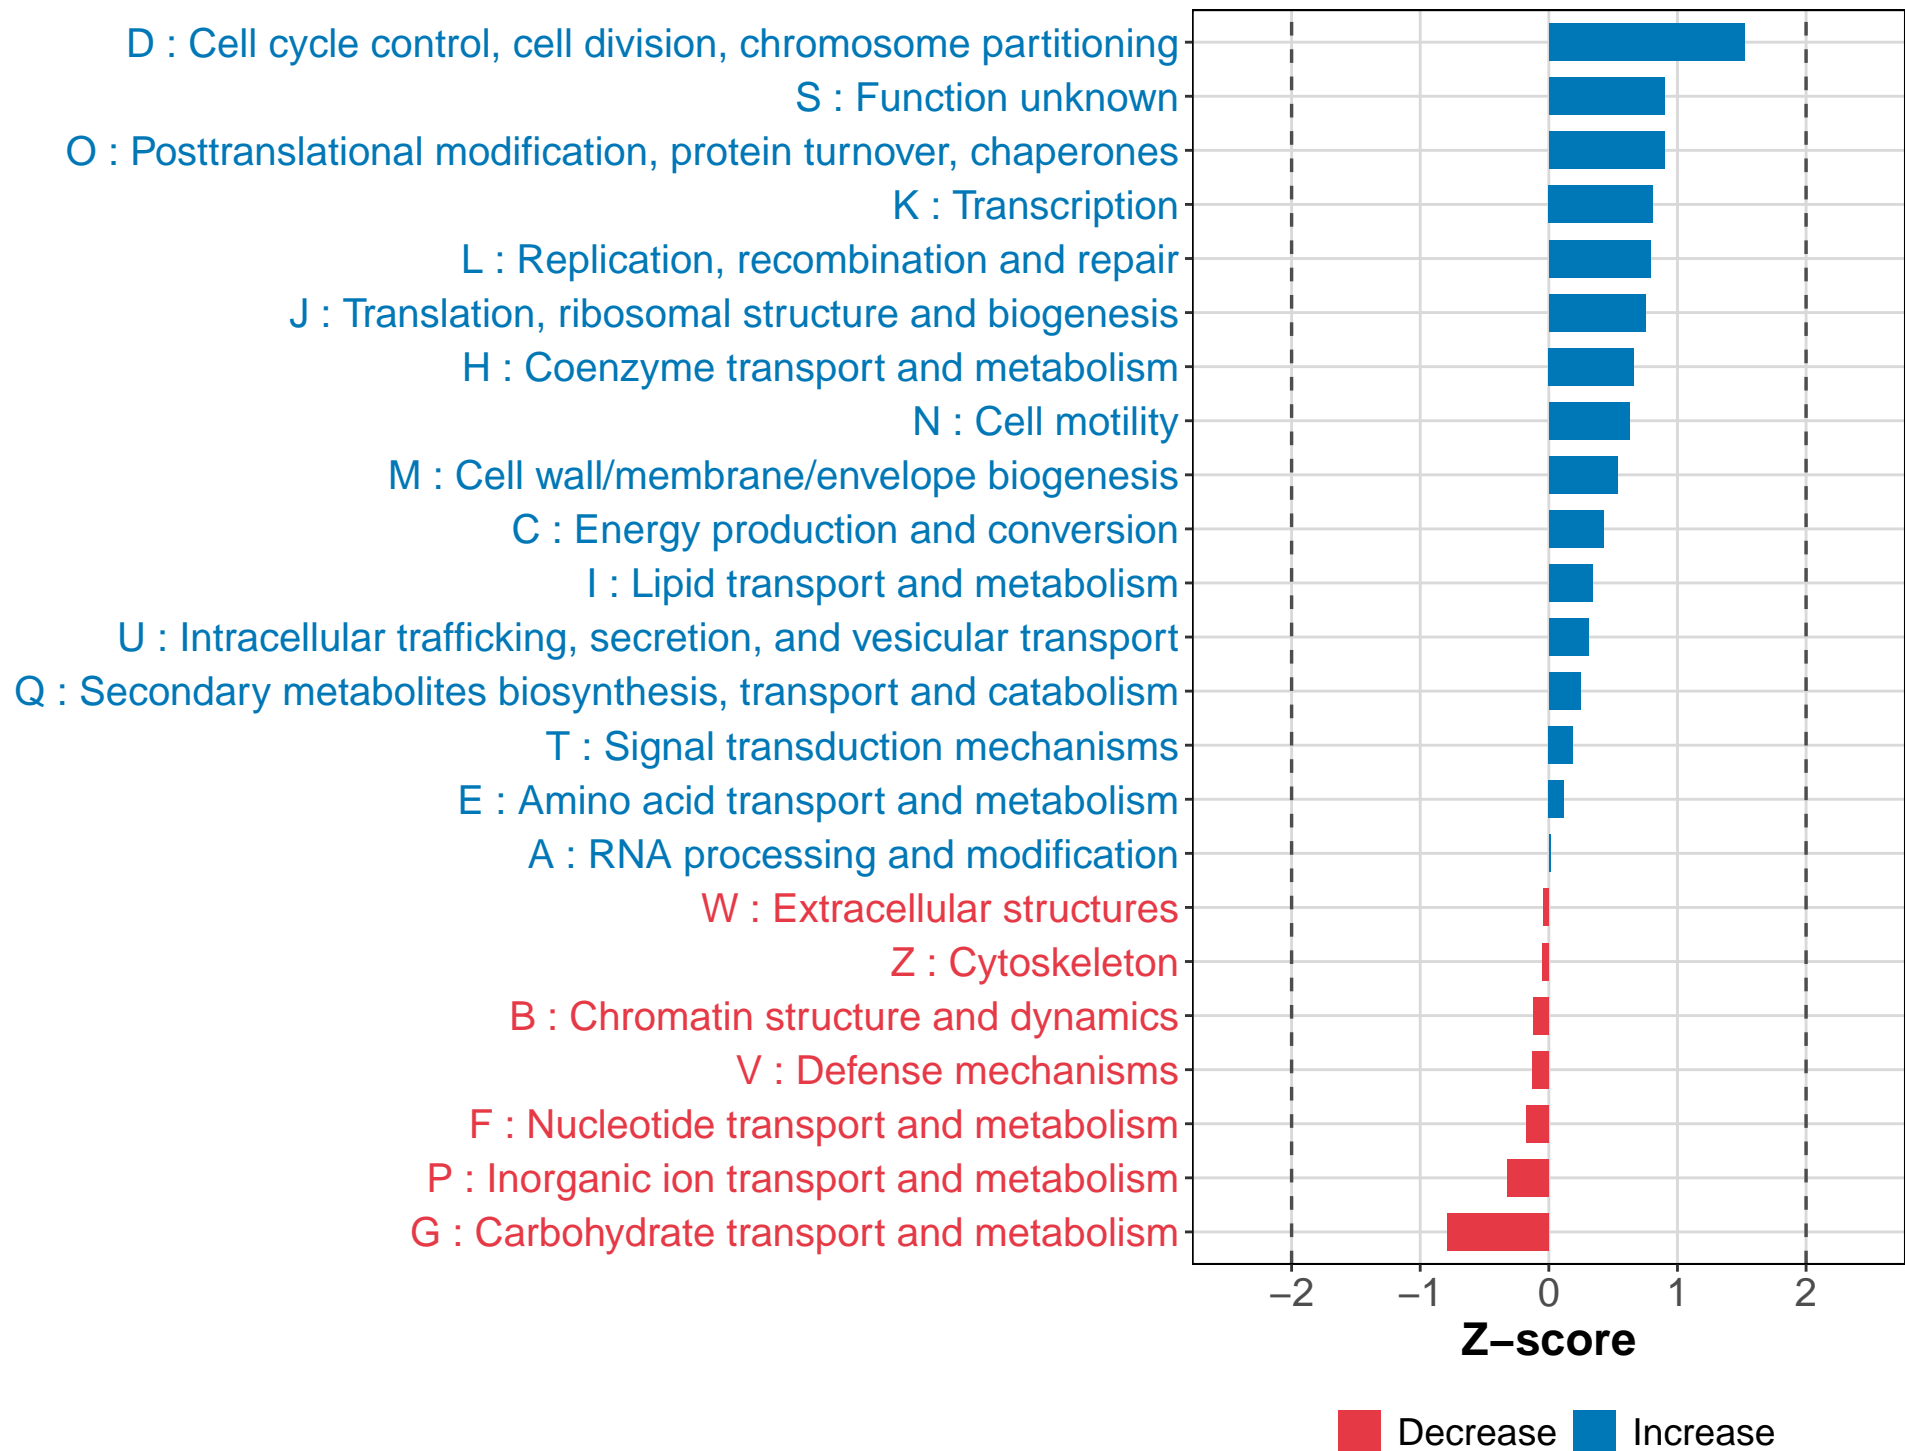 D : Cell cycle control, cell division, chromosome partitioning
S : Function unknown
O : Posttranslational modification, protein turnover, chaperones
K : Transcription
L : Replication, recombination and repair
J : Translation, ribosomal structure and biogenesis
H : Coenzyme transport and metabolism
N : Cell motility
M : Cell wall/membrane/envelope biogenesis
C : Energy production and conversion
I : Lipid transport and metabolism
U : Intracellular trafficking, secretion, and vesicular transport
Q : Secondary metabolites biosynthesis, transport and catabolism
T : Signal transduction mechanisms
E : Amino acid transport and metabolism
A : RNA processing and modification
W : Extracellular structures
Z : Cytoskeleton
B : Chromatin structure and dynamics
V : Defense mechanisms
F : Nucleotide transport and metabolism
P : Inorganic ion transport and metabolism
G : Carbohydrate transport and metabolism
−2 −1 0 1 2
Z−score
Decrease Increase